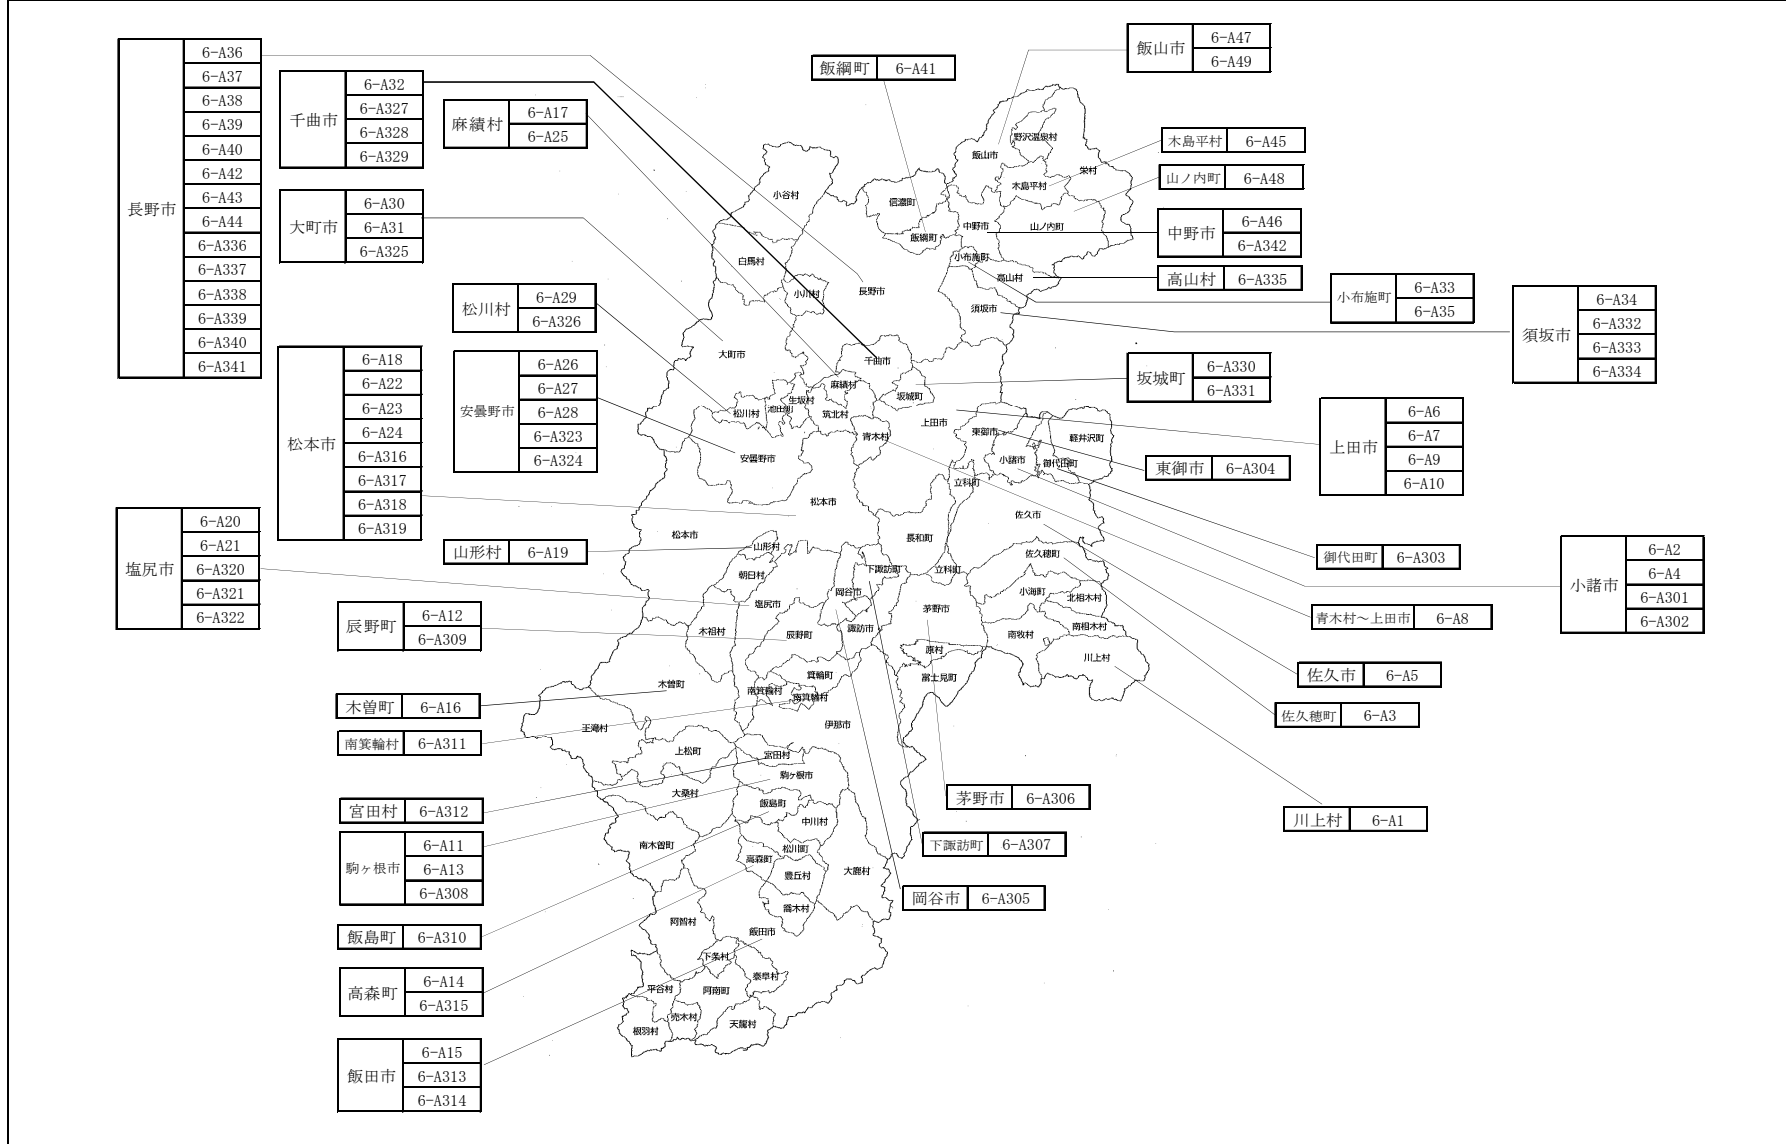 長野市
6-A36
6-A37
6-A38
6-A39
6-A40
6-A42
6-A43
6-A44
6-A336
6-A337
6-A338
6-A339
6-A340
6-A341
千曲市
6-A32
6-A327
6-A328
6-A329
麻績村
6-A17
6-A25
大町市
6-A30
6-A31
6-A325
松川村
6-A29
6-A326
安曇野市
6-A26
6-A27
6-A28
6-A323
6-A324
松本市
6-A18
6-A22
6-A23
6-A24
6-A316
6-A317
6-A318
6-A319
塩尻市
6-A20
6-A21
6-A320
6-A321
6-A322
山形村
6-A19
辰野町
6-A12
6-A309
木曽町
6-A16
南箕輪村
6-A311
宮田村
6-A312
駒ヶ根市
6-A11
6-A13
6-A308
飯島町
6-A310
高森町
6-A14
6-A315
飯田市
6-A15
6-A313
6-A314
飯綱町
6-A41
飯山市
6-A47
6-A49
木島平村
6-A45
山ノ内町
6-A48
中野市
6-A46
6-A342
高山村
6-A335
小布施町
6-A33
6-A35
須坂市
6-A34
6-A332
6-A333
6-A334
坂城町
6-A330
6-A331
上田市
6-A6
6-A7
6-A9
6-A10
東御市
6-A304
御代田町
6-A303
小諸市
6-A2
6-A4
6-A301
6-A302
青木村～上田市
6-A8
佐久市
6-A5
佐久穂町
6-A3
川上村
6-A1
茅野市
6-A306
下諏訪町
6-A307
岡谷市
6-A305
野沢温泉村
飯山市
栄村
木島平村
小谷村
信濃町
中野市
山ノ内町
飯綱町
白馬村
小布施町
高山村
小川村
長野市
須坂市
大町市
千曲市
麻績村
坂城町
生坂村
池田町
松川村
筑北村
上田市
青木村
東御市
軽井沢町
小諸市
御代田町
安曇野市
立科町
松本市
佐久市
松本市
長和町
山形村
佐久穂町
下諏訪町
立科町
朝日村
岡谷市
小海町
北相木村
塩尻市
茅野市
木祖村
辰野町
諏訪市
南牧村
南相木村
原村
川上村
箕輪町
富士見町
木曽町
南箕輪村
南箕輪村
伊那市
王滝村
上松町
宮田村
駒ヶ根市
大桑村
飯島町
中川村
南木曽町
松川町
高森町
大鹿村
豊丘村
喬木村
阿智村
飯田市
下条村
泰阜村
平谷村
阿南町
売木村
天龍村
根羽村